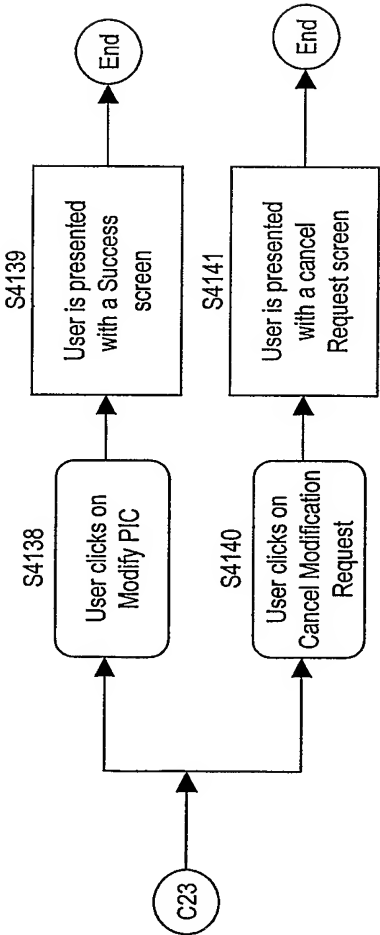 C23
S4138
User clicks on
Modify PIC
S4139
User is presented
with a Success
screen
End
S4140
User clicks on
Cancel Modification
Request
S4141
User is presented
with a cancel
Request screen
End